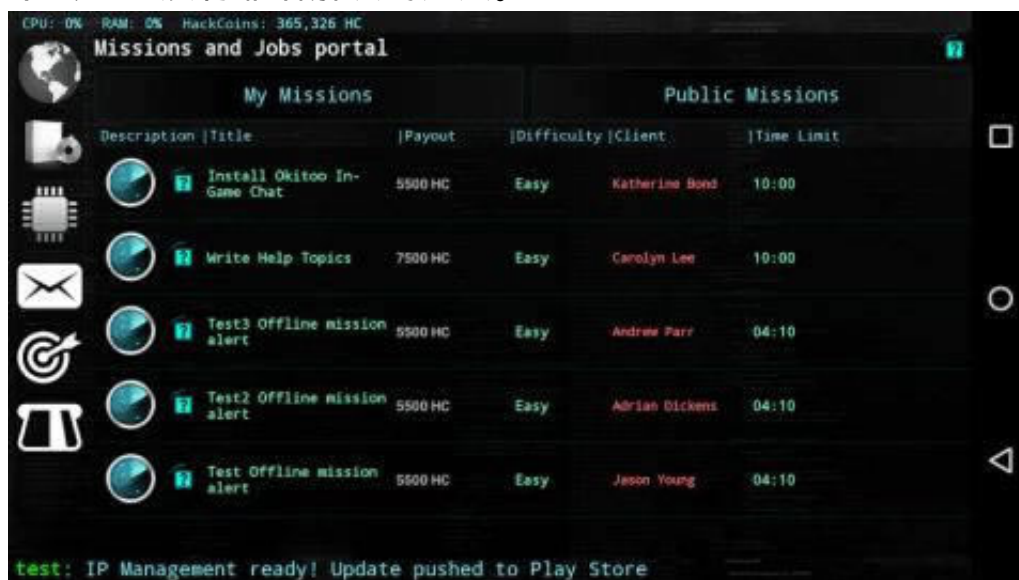 CPU: 0% RAM: 0% HackCoins: 365,326 HC
Missions and Jobs portal
?
My Missions
Public Missions
Description |Title |Payout |Difficulty |Client |Time Limit
? Install Okitoo In-
Game Chat
5500 HC Easy Katherine Bond 10:00
? Write Help Topics 7500 HC Easy Carolyn Lee 10:00
? Test3 Offline mission
alert
5500 HC Easy Andrew Parr 04:10
? Test2 Offline mission
alert
5500 HC Easy Adrian Dickens 04:10
? Test Offline mission
alert
5500 HC Easy Jason Young 04:10
test: IP Management ready! Update pushed to Play Store